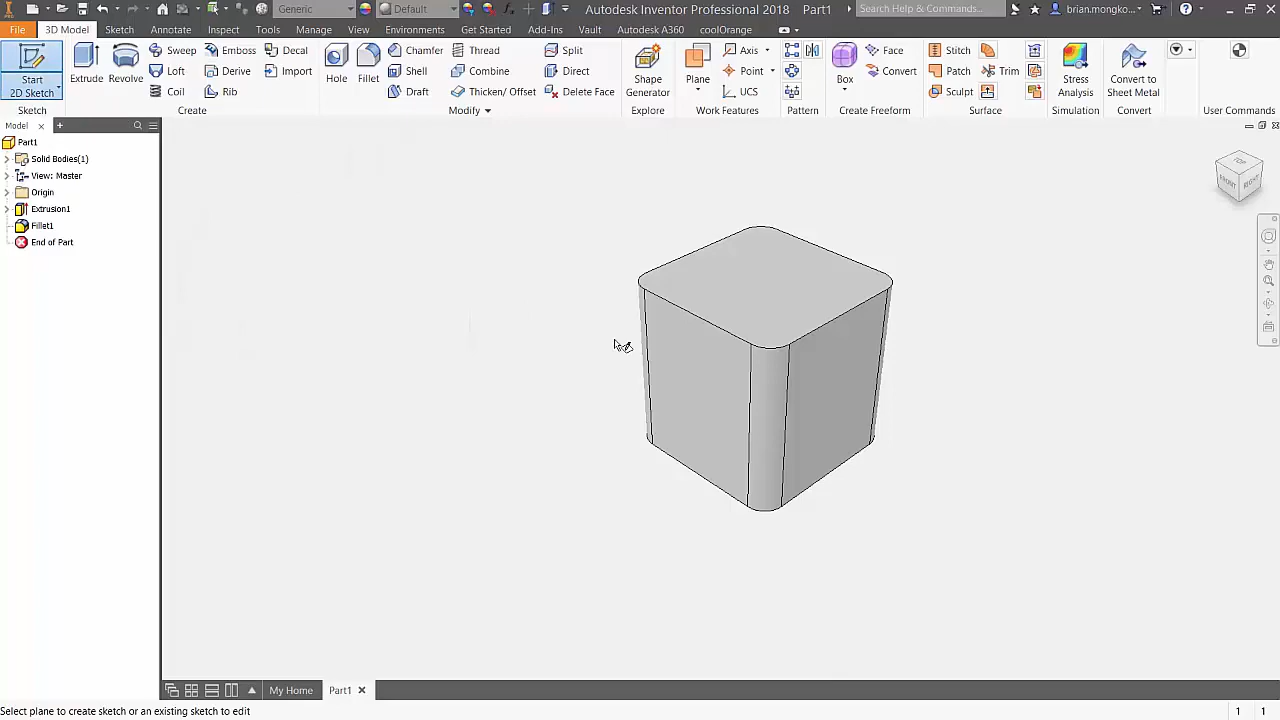 Generic
Default
Autodesk Inventor Professional 2018 Part1
Search Help & Commands...
brian.mongko...
PRO
File 3D Model Sketch Annotate Inspect Tools Manage View Environments Get Started Add-Ins Vault Autodesk A360 coolOrange
Start
2D Sketch
Sketch
Extrude Revolve
Sweep Emboss Decal
Loft Derive Import
Coil Rib
Create
Hole Fillet
Chamfer Thread Split
Shell Combine Direct
Draft Thicken/ Offset Delete Face
Modify
Shape
Generator
Explore
Plane
Axis
Point
UCS
Work Features
Pattern
Box
Face
Convert
Create Freeform
Stitch
Patch Trim
Sculpt
Surface
Stress
Analysis
Simulation
Convert to
Sheet Metal
Convert
User Commands
Model
Part1
Solid Bodies(1)
View: Master
Origin
Extrusion1
Fillet1
End of Part
TOP
FRONT RIGHT
My Home Part1
Select plane to create sketch or an existing sketch to edit
1 1